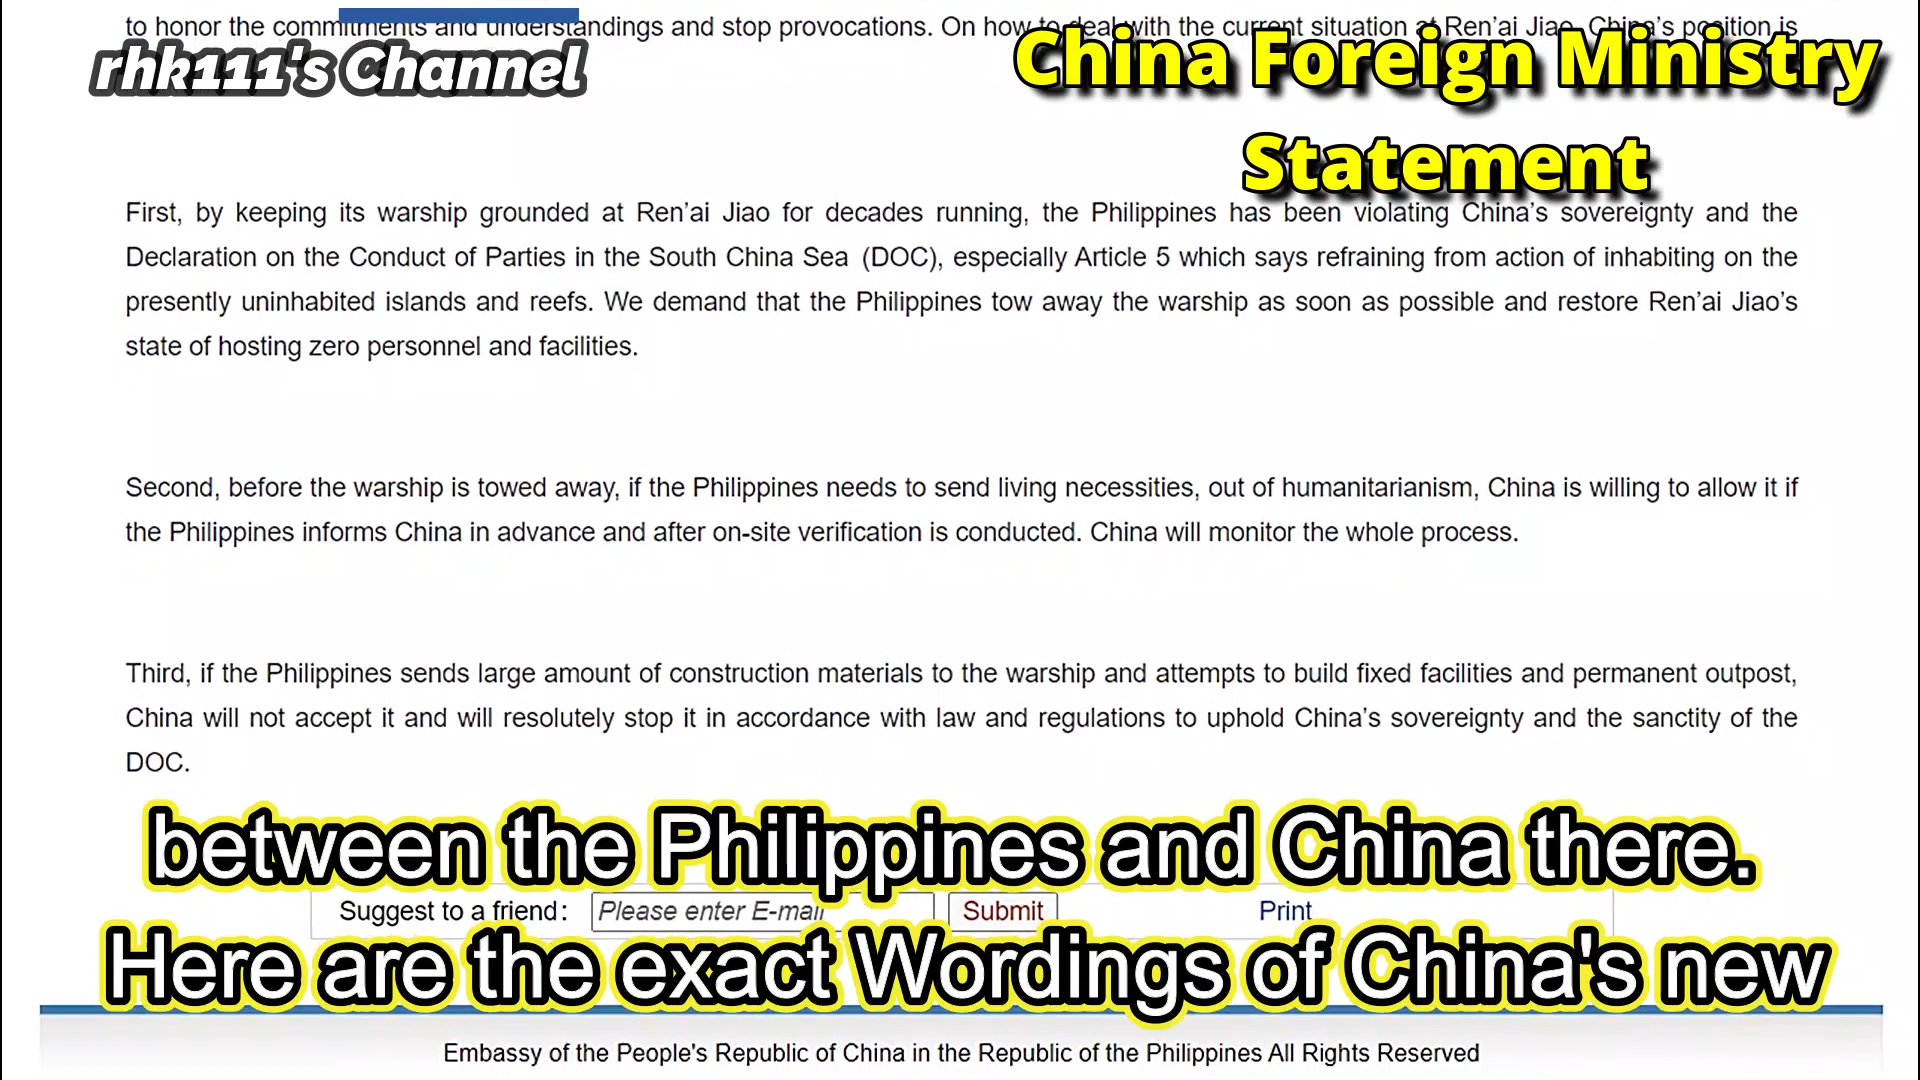 to honor the commitments and understandings and stop provocations. On how to deal with the current situation at Ren’ai Jiao, China’s position is
rhk111's Channel
China Foreign Ministry
Statement
First, by keeping its warship grounded at Ren’ai Jiao for decades running, the Philippines has been violating China’s sovereignty and the
Declaration on the Conduct of Parties in the South China Sea (DOC), especially Article 5 which says refraining from action of inhabiting on the
presently uninhabited islands and reefs. We demand that the Philippines tow away the warship as soon as possible and restore Ren’ai Jiao’s
state of hosting zero personnel and facilities.
Second, before the warship is towed away, if the Philippines needs to send living necessities, out of humanitarianism, China is willing to allow it if
the Philippines informs China in advance and after on-site verification is conducted. China will monitor the whole process.
Third, if the Philippines sends large amount of construction materials to the warship and attempts to build fixed facilities and permanent outpost,
China will not accept it and will resolutely stop it in accordance with law and regulations to uphold China’s sovereignty and the sanctity of the
DOC.
between the Philippines and China there.
Suggest to a friend: Please enter E-mail Submit Print
Here are the exact Wordings of China's new
Embassy of the People's Republic of China in the Republic of the Philippines All Rights Reserved